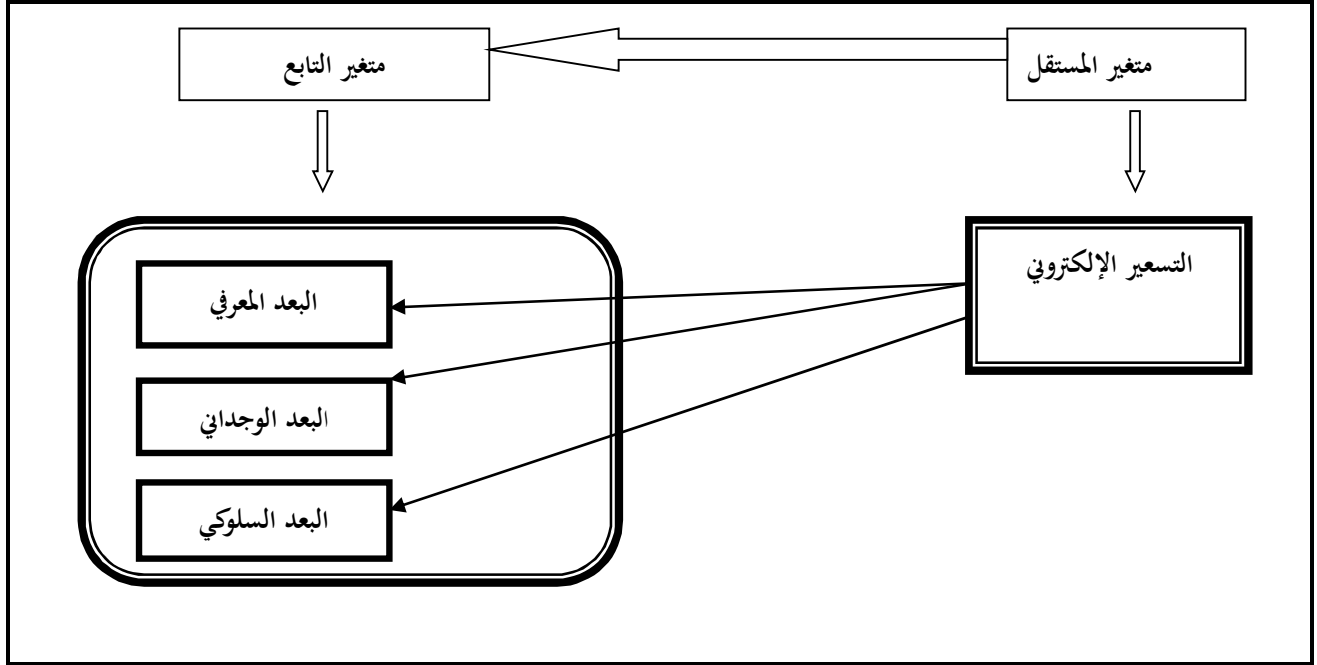 متغير المستقل
متغير التابع
التسعير الإلكتروني
البعد المعرفي
البعد الوجداني
البعد السلوكي